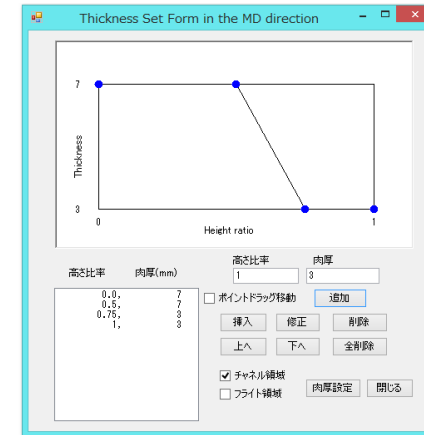 Thickness Set Form in the MD direction
7
Thickness
3
0
1
Height ratio
高さ比率 肉厚
1 3
高さ比率 肉厚(mm)
0.0, 7
0.5, 7
0.75, 3
1, 3
ポイントドラッグ移動 追加
挿入 修正 削除
上へ 下へ 全削除
チャネル領域
フライト領域
肉厚設定 閉じる